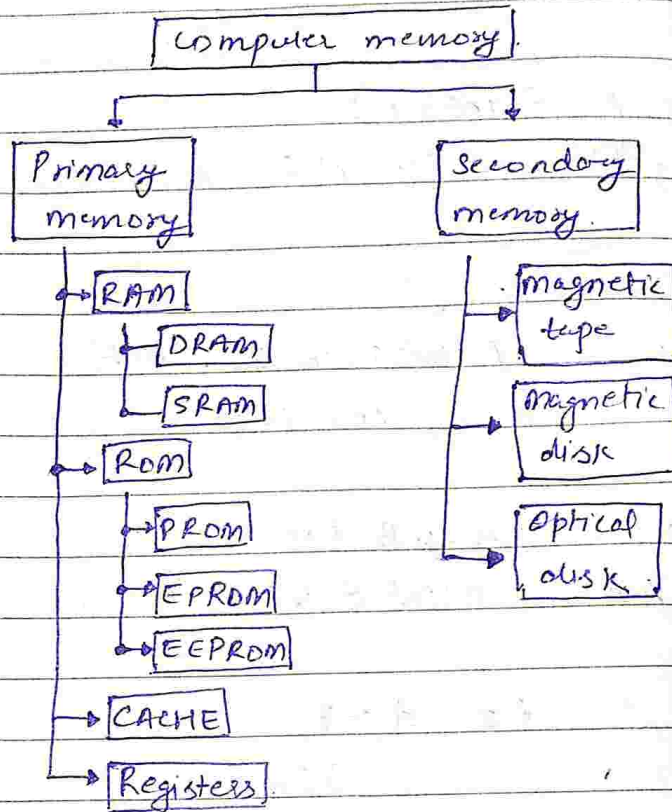 Computer memory.
Primary
memory
RAM
DRAM
SRAM
ROM
PROM
EPROM
EEPROM
CACHE
Registers
secondary
memory.
magnetic
tape
magnetic
disk
Optical
disk.